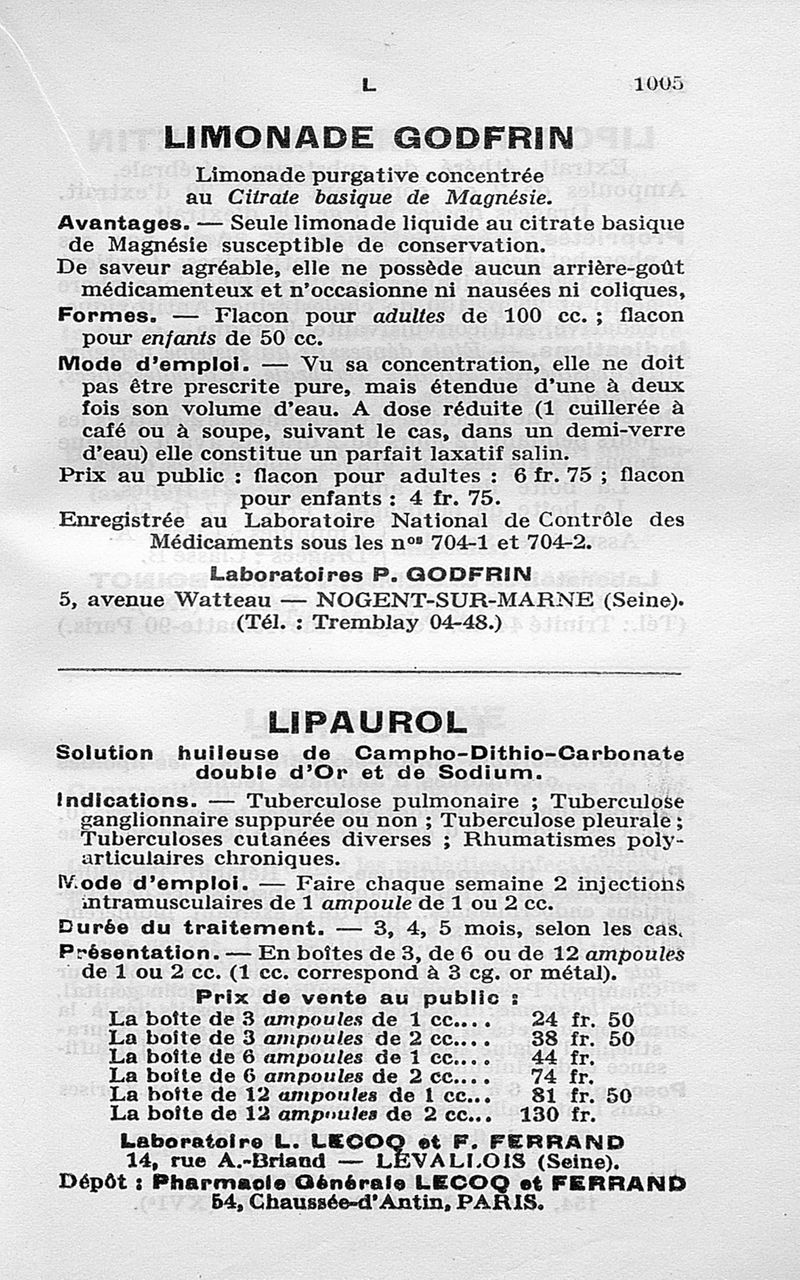 L 1005
LIMONADE GODFRIN
Limonade purgative concentrée
au Citrate basique de Magnésie.
Avantages. — Seule limonade liquide au citrate basique
de Magnésie susceptible de conservation.
De saveur agréable, elle ne possède aucun arrière-goût
médicamenteux et n'occasionne ni nausées ni coliques,
Formes. — Flacon pour adultes de 100 cc. ; flacon
pour enfants de 50 cc.
Mode d'emploi. — Vu sa concentration, elle ne doit
pas être prescrite pure, mais étendue d'une à deux
fois son volume d'eau. A dose réduite (1 cuillerée à
café ou à soupe, suivant le cas, dans un demi-verre
d'eau) elle constitue un parfait laxatif salin.
Prix au public : flacon pour adultes : 6 fr. 75 ; flacon
pour enfants : 4 fr. 75.
Enregistrée au Laboratoire National de Contrôle des
Médicaments sous les nos 704-1 et 704-2.
Laboratoires P. GODFRIN
5, avenue Watteau — NOGENT-SUR-MARNE (Seine).
(Tél. : Tremblay 04-48.)
LIPAUROL
Solution huileuse de Campho-Dithio-Carbonate
double d'Or et de Sodium.
Indications. — Tuberculose pulmonaire ; Tuberculose
ganglionnaire suppurée ou non ; Tuberculose pleurale ;
Tuberculoses cutanées diverses ; Rhumatismes poly-
articulaires chroniques.
Mode d'emploi. — Faire chaque semaine 2 injections
intramusculaires de 1 ampoule de 1 ou 2 cc.
Durée du traitement. — 3, 4, 5 mois, selon les cas.
Présentation. — En boîtes de 3, de 6 ou de 12 ampoules
de 1 ou 2 cc. (1 cc. correspond à 3 cg. or métal).
Prix de vente au public :
La boîte de 3 ampoules de 1 cc.... 24 fr. 50
La boîte de 3 ampoules de 2 cc.... 38 fr. 50
La boîte de 6 ampoules de 1 cc.... 44 fr.
La boîte de 6 ampoules de 2 cc.... 74 fr.
La boîte de 12 ampoules de 1 cc... 81 fr. 50
La boîte de 12 ampoules de 2 cc... 130 fr.
Laboratoire L. LECOQ et F. FERRAND
14, rue A.-Briand — LEVALLOIS (Seine).
Dépôt : Pharmacie Générale LECOQ et FERRAND
54, Chaussée-d'Antin, PARIS.